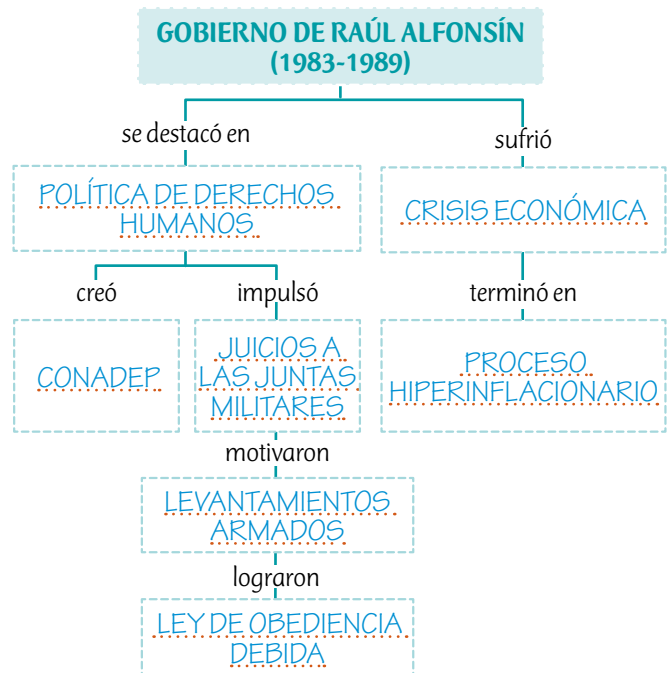 GOBIERNO DE RAÚL ALFONSÍN
(1983-1989)
se destacó en
sufrió
POLÍTICA DE DERECHOS
HUMANOS
CRISIS ECONÓMICA
creó
impulsó
terminó en
CONADEP
JUICIOS A
LAS JUNTAS
MILITARES
PROCESO
HIPERINFLACIONARIO
motivaron
LEVANTAMIENTOS
ARMADOS
lograron
LEY DE OBEDIENCIA
DEBIDA